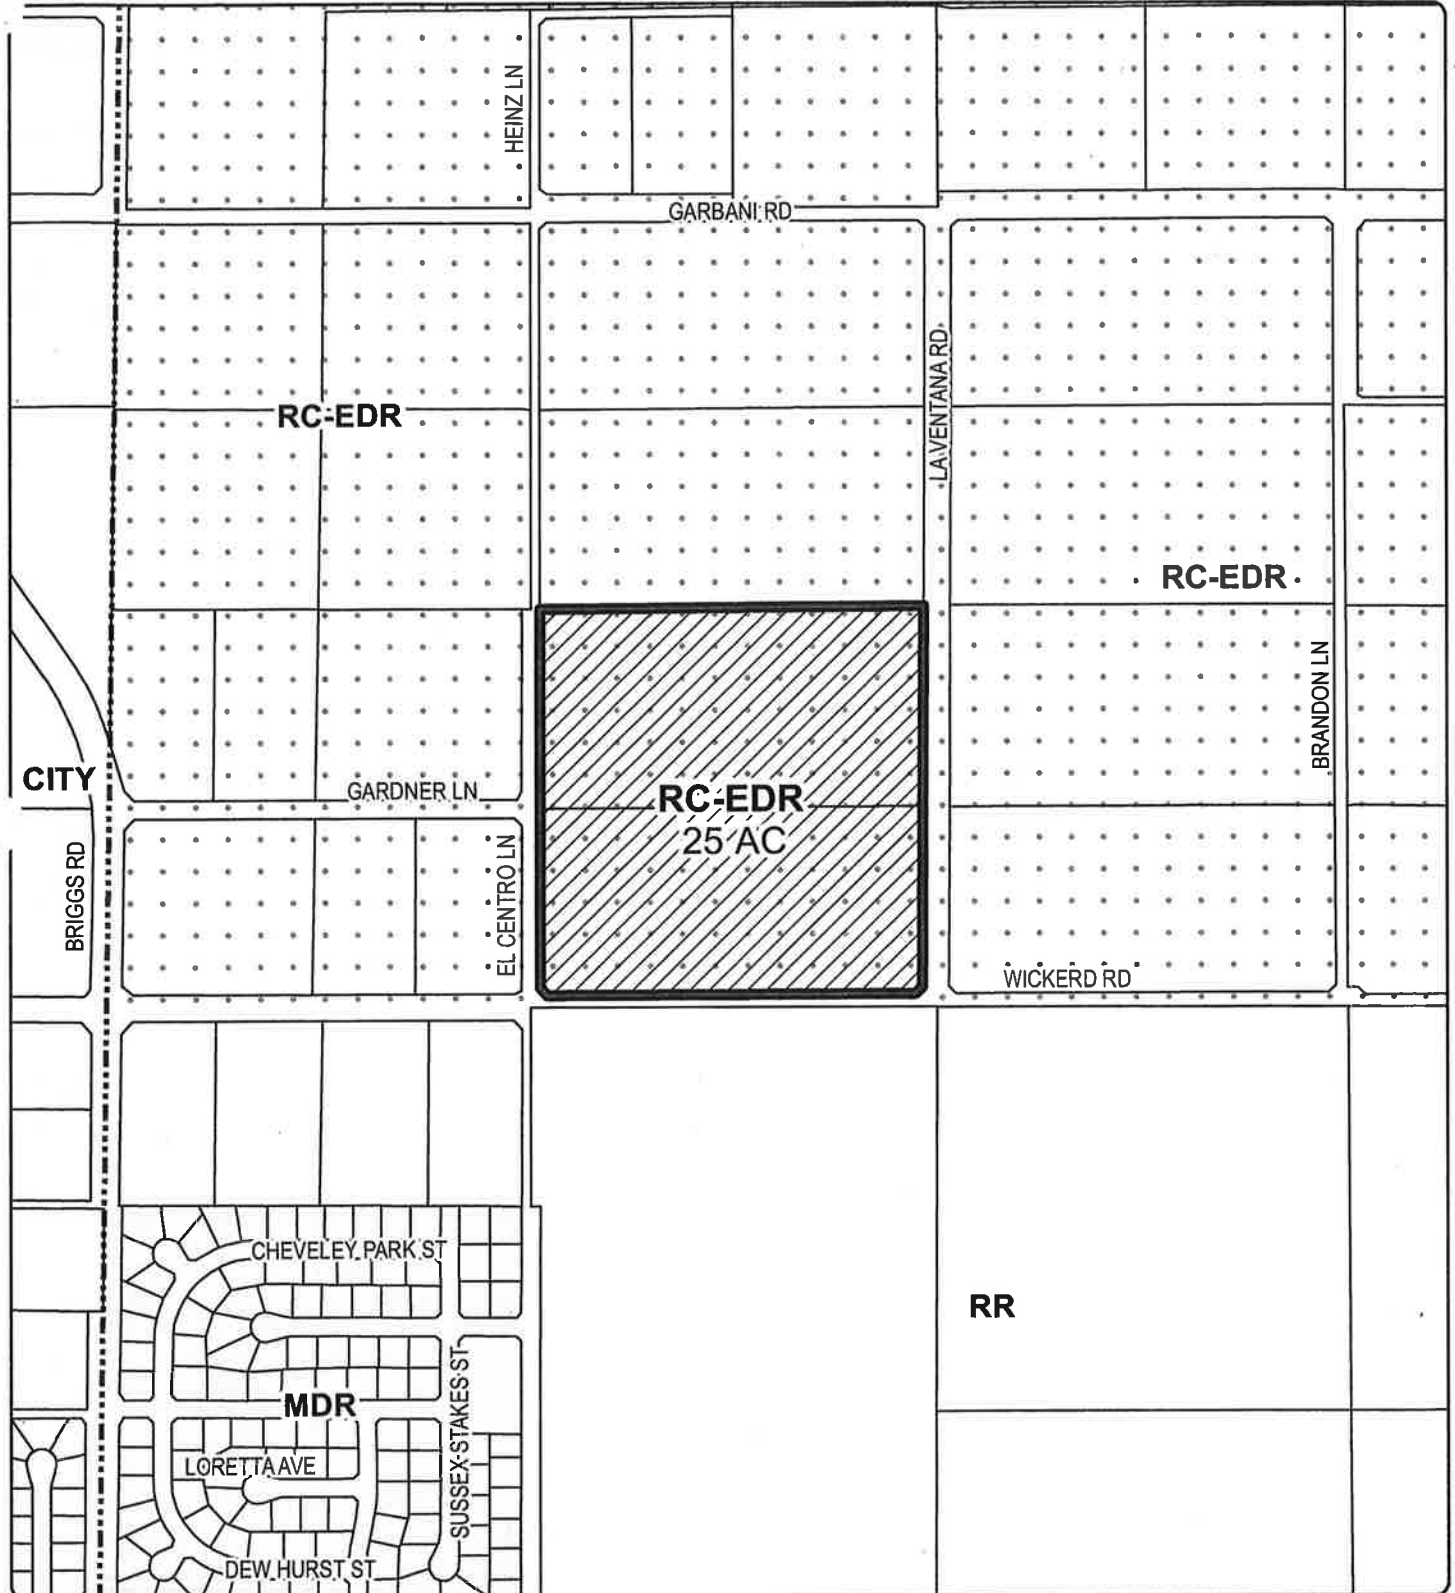 HEINZ LN
GARBANI RD
LA VENTANA RD
RC-EDR
RC-EDR
BRANDON LN
CITY
GARDNER LN
RC-EDR
25 AC
BRIGGS RD
EL CENTRO LN
WICKERD RD
CHEVELEY PARK ST
RR
SUSSEX STAKES ST
MDR
LORETTA AVE
DEW HURST ST